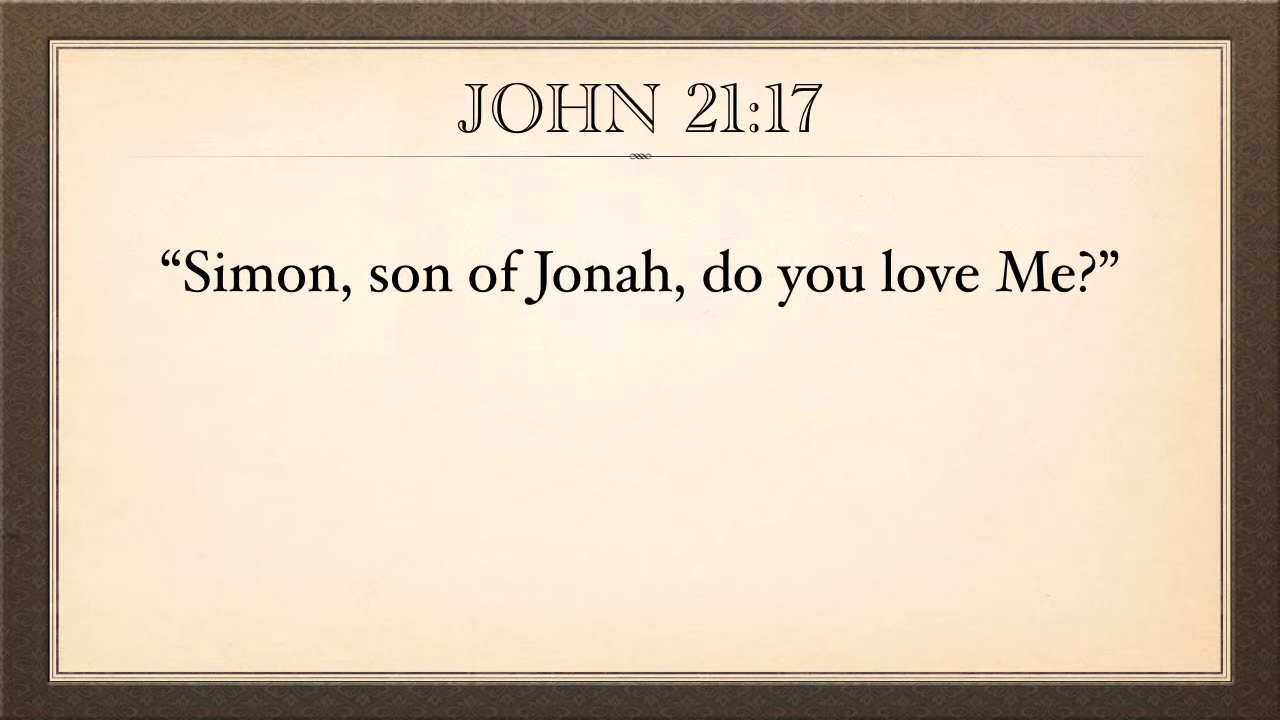 JOHN 21:17
“Simon, son of Jonah, do you love Me?”